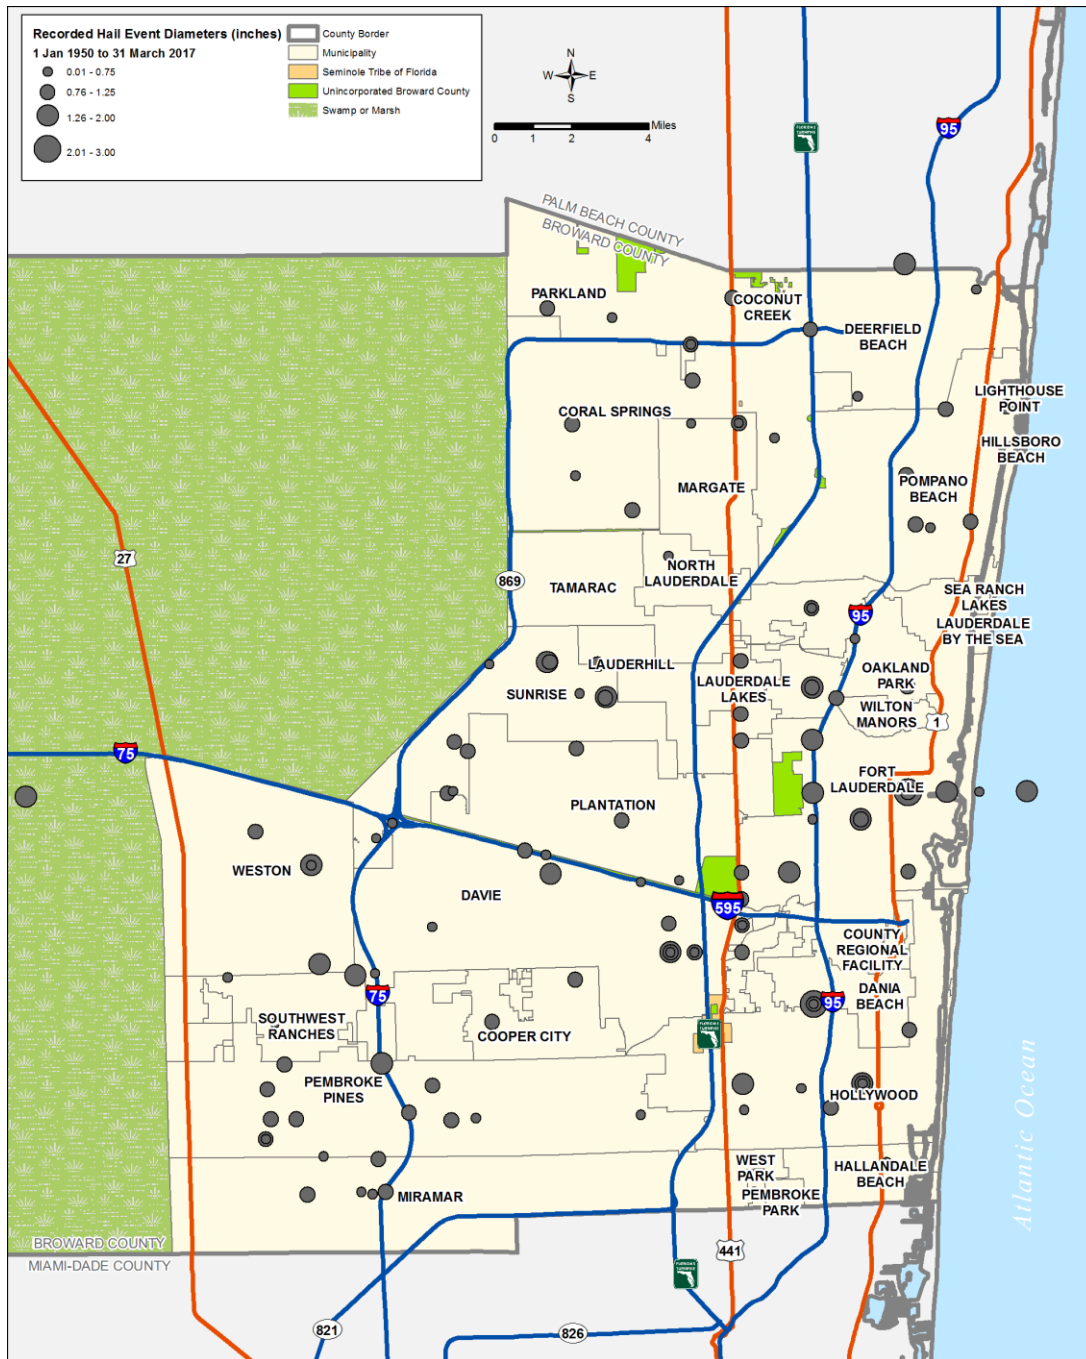 Recorded Hail Event Diameters (inches)
1 Jan 1950 to 31 March 2017
0.01 - 0.75
0.76 - 1.25
1.26 - 2.00
2.01 - 3.00
County Border
Municipality
Seminole Tribe of Florida
Unincorporated Broward County
Swamp or Marsh
N
W E
S
Miles
0 1 2 4
95
PALM BEACH COUNTY
BROWARD COUNTY
PARKLAND
COCONUT
CREEK
DEERFIELD
BEACH
LIGHTHOUSE
POINT
CORAL SPRINGS
HILLSBORO
BEACH
MARGATE
POMPANO
BEACH
27
869
NORTH
LAUDERDALE
TAMARAC
SEA RANCH
LAKES
LAUDERDALE
BY THE SEA
95
LAUDERHILL
OAKLAND
PARK
SUNRISE
LAUDERDALE
LAKES
WILTON
MANORS
1
75
FORT
LAUDERDALE
PLANTATION
WESTON
DAVIE
595
COUNTY
REGIONAL
FACILITY
DANIA
BEACH
75
95
SOUTHWEST
RANCHES
COOPER CITY
PEMBROKE
PINES
HOLLYWOOD
Atlantic Ocean
WEST
PARK
HALLANDALE
BEACH
MIRAMAR
PEMBROKE
PARK
BROWARD COUNTY
MIAMI-DADE COUNTY
441
821
826